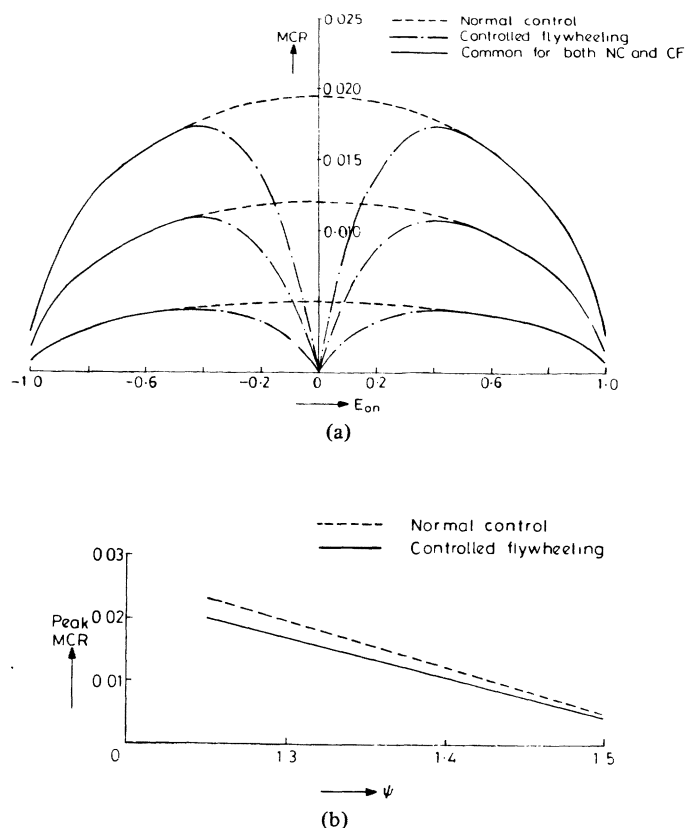 0.025
MCR
Normal control
Controlled flywheeling
Common for both NC and CF
0·020
0·015
0·010
-1·0 -0·6 -0·2 0 0·2 0·6 1·0
Eon
(a)
Normal control
Controlled flywheeling
0 03
0 02
Peak
MCR
0 01
0 1 3 1·4 1 5
ψ
(b)